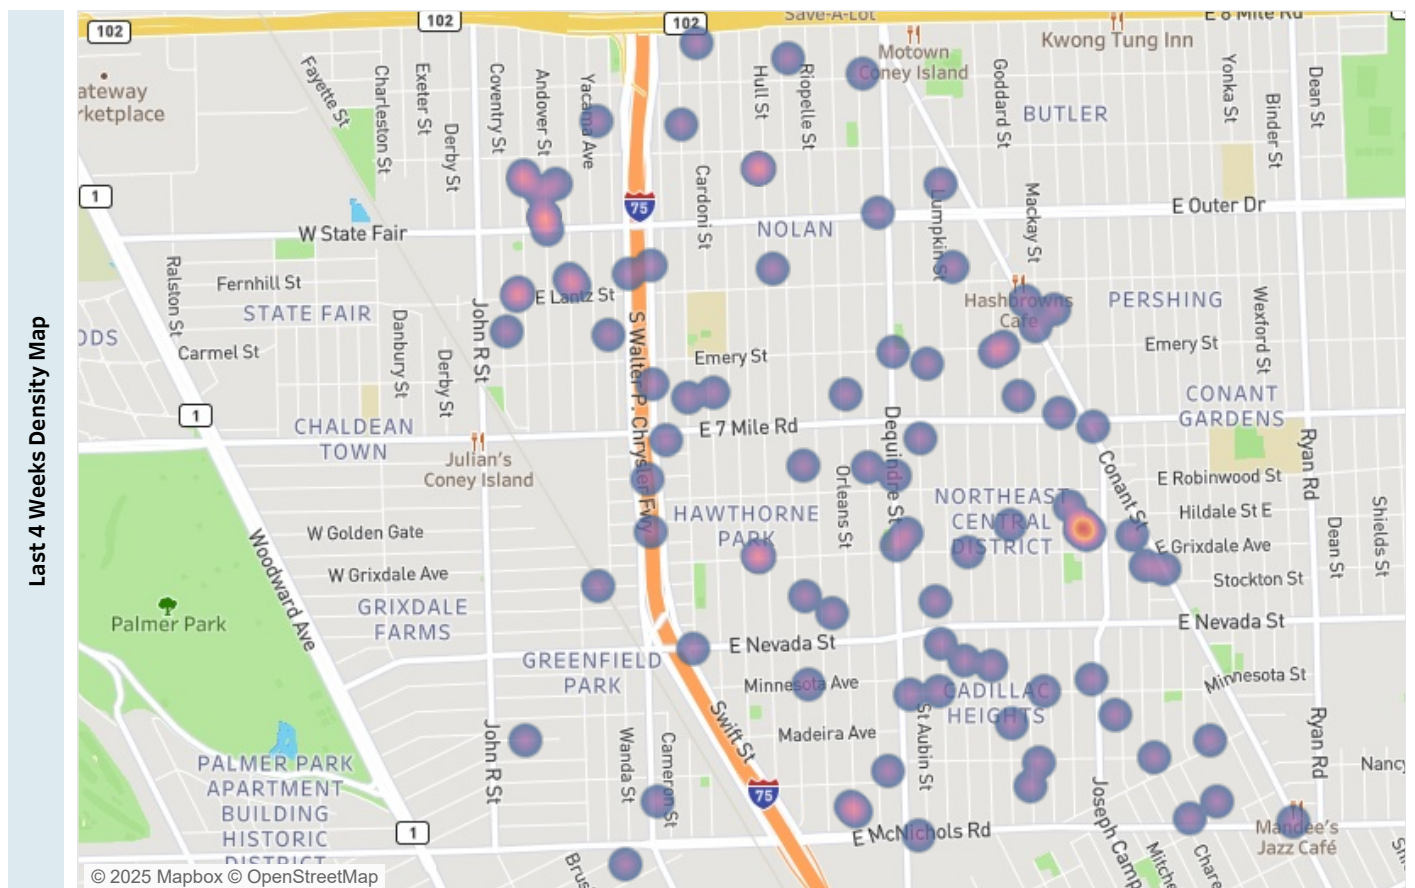 Last 4 Weeks Density Map
102
102
102
Save-A-Lot
E 8 Mile Rd
Motown
Coney Island
Kwong Tung Inn
ateway
rketplace
Fayette St
Charleston St
Exeter St
Derby St
Coventry St
Andover St
Yacama Ave
Hull St
Riopelle St
Goddard St
BUTLER
Yonka St
Binder St
Dean St
1
75
Cardoni St
NOLAN
Lumpkin St
Mackay St
E Outer Dr
W State Fair
Ralston St
Fernhill St
STATE FAIR
E Lantz St
Hashbrowns
Cafe
PERSHING
Wexford St
ODS
Carmel St
Danbury St
Derby St
John R St
S Walter P. Chrysler Fwy
Emery St
Emery St
1
CHALDEAN
TOWN
CONANT
GARDENS
E 7 Mile Rd
Dequindre St
Julian's
Coney Island
Orleans St
Conant St
Ryan Rd
E Robinwood St
HAWTHORNE
PARK
NORTHEAST
CENTRAL
DISTRICT
Hildale St E
Shields St
Dean St
W Golden Gate
E Grixdale Ave
Woodward Ave
W Grixdale Ave
Stockton St
GRIXDALE
FARMS
Palmer Park
E Nevada St
E Nevada St
GREENFIELD
PARK
Minnesota Ave
Minnesota St
CADILLAC
HEIGHTS
Swift St
St Aubin St
Madeira Ave
John R St
Wanda St
Cameron St
Ryan Rd
PALMER PARK
APARTMENT
BUILDING
HISTORIC
DISTRICT
Nancy
75
Joseph Camp
1
E McNichols Rd
Mandee's
Jazz Café
Mitche
Chare
Brus
© 2025 Mapbox © OpenStreetMap